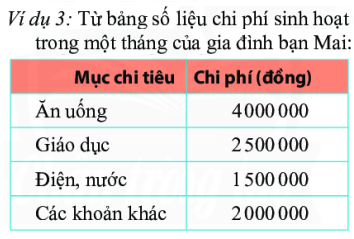 Ví dụ 3: Từ bảng số liệu chi phí sinh hoạt
trong một tháng của gia đình bạn Mai:
Mục chi tiêu Chi phí (đồng)
Ăn uống 4 000 000
Giáo dục 2 500 000
Điện, nước 1 500 000
Các khoản khác 2 000 000